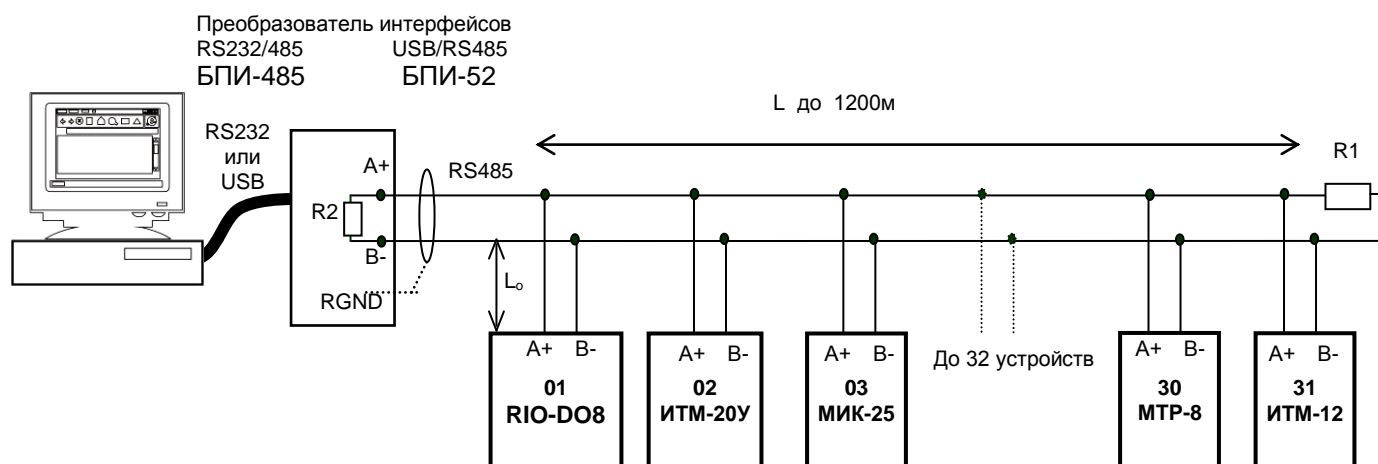 Преобразователь интерфейсов
RS232/485 USB/RS485
БПИ-485 БПИ-52
L до 1200м
RS232
или
USB
A+
RS485
R1
R2
B-
RGND
Lo
До 32 устройств
A+ B-
01
RIO-DO8
A+ B-
02
ИТМ-20У
A+ B-
03
МИК-25
A+ B-
30
МТР-8
A+ B-
31
ИТМ-12